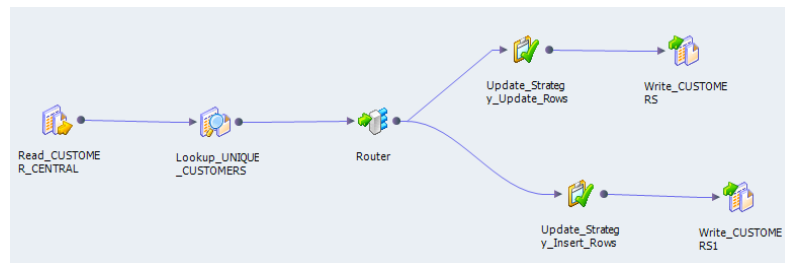 Update_Strateg
y_Update_Rows
Write_CUSTOME
RS
Read_CUSTOME
R_CENTRAL
Lookup_UNIQUE
_CUSTOMERS
Router
Update_Strateg
y_Insert_Rows
Write_CUSTOME
RS1